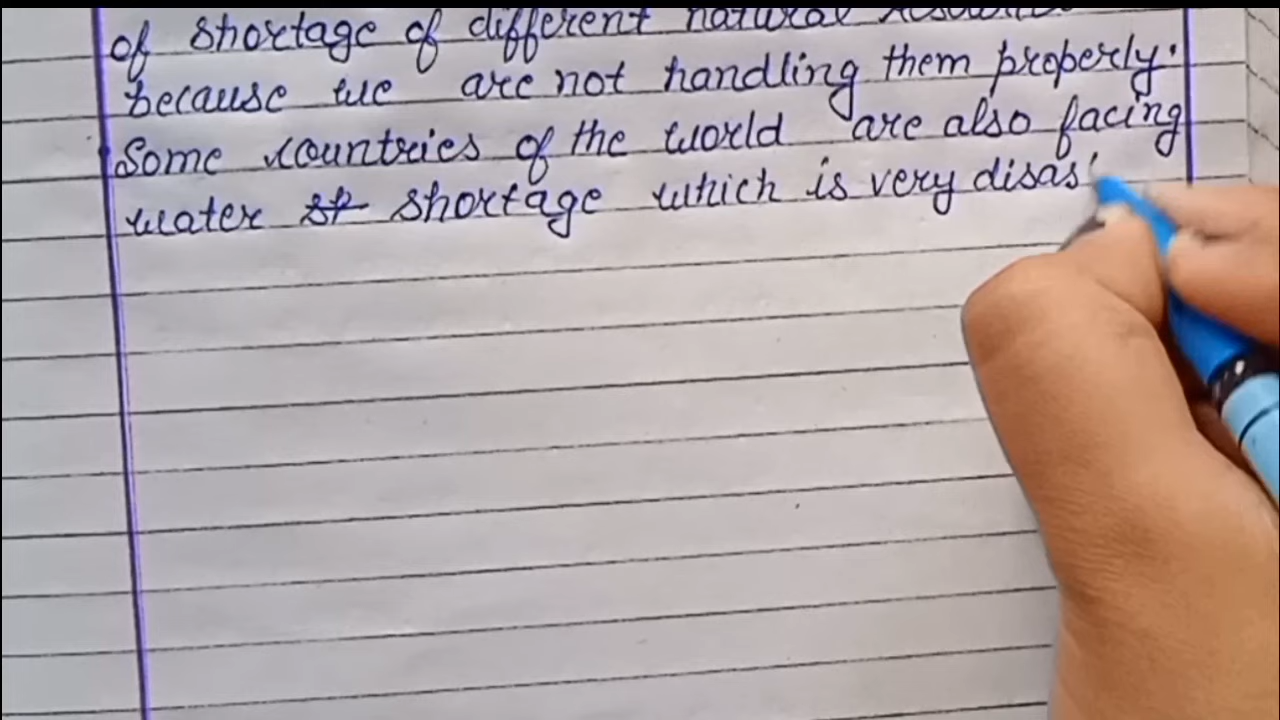 of shortage of different natural
because we are not handling them properly.
Some countries of the world are also facing
water shortage which is very disas